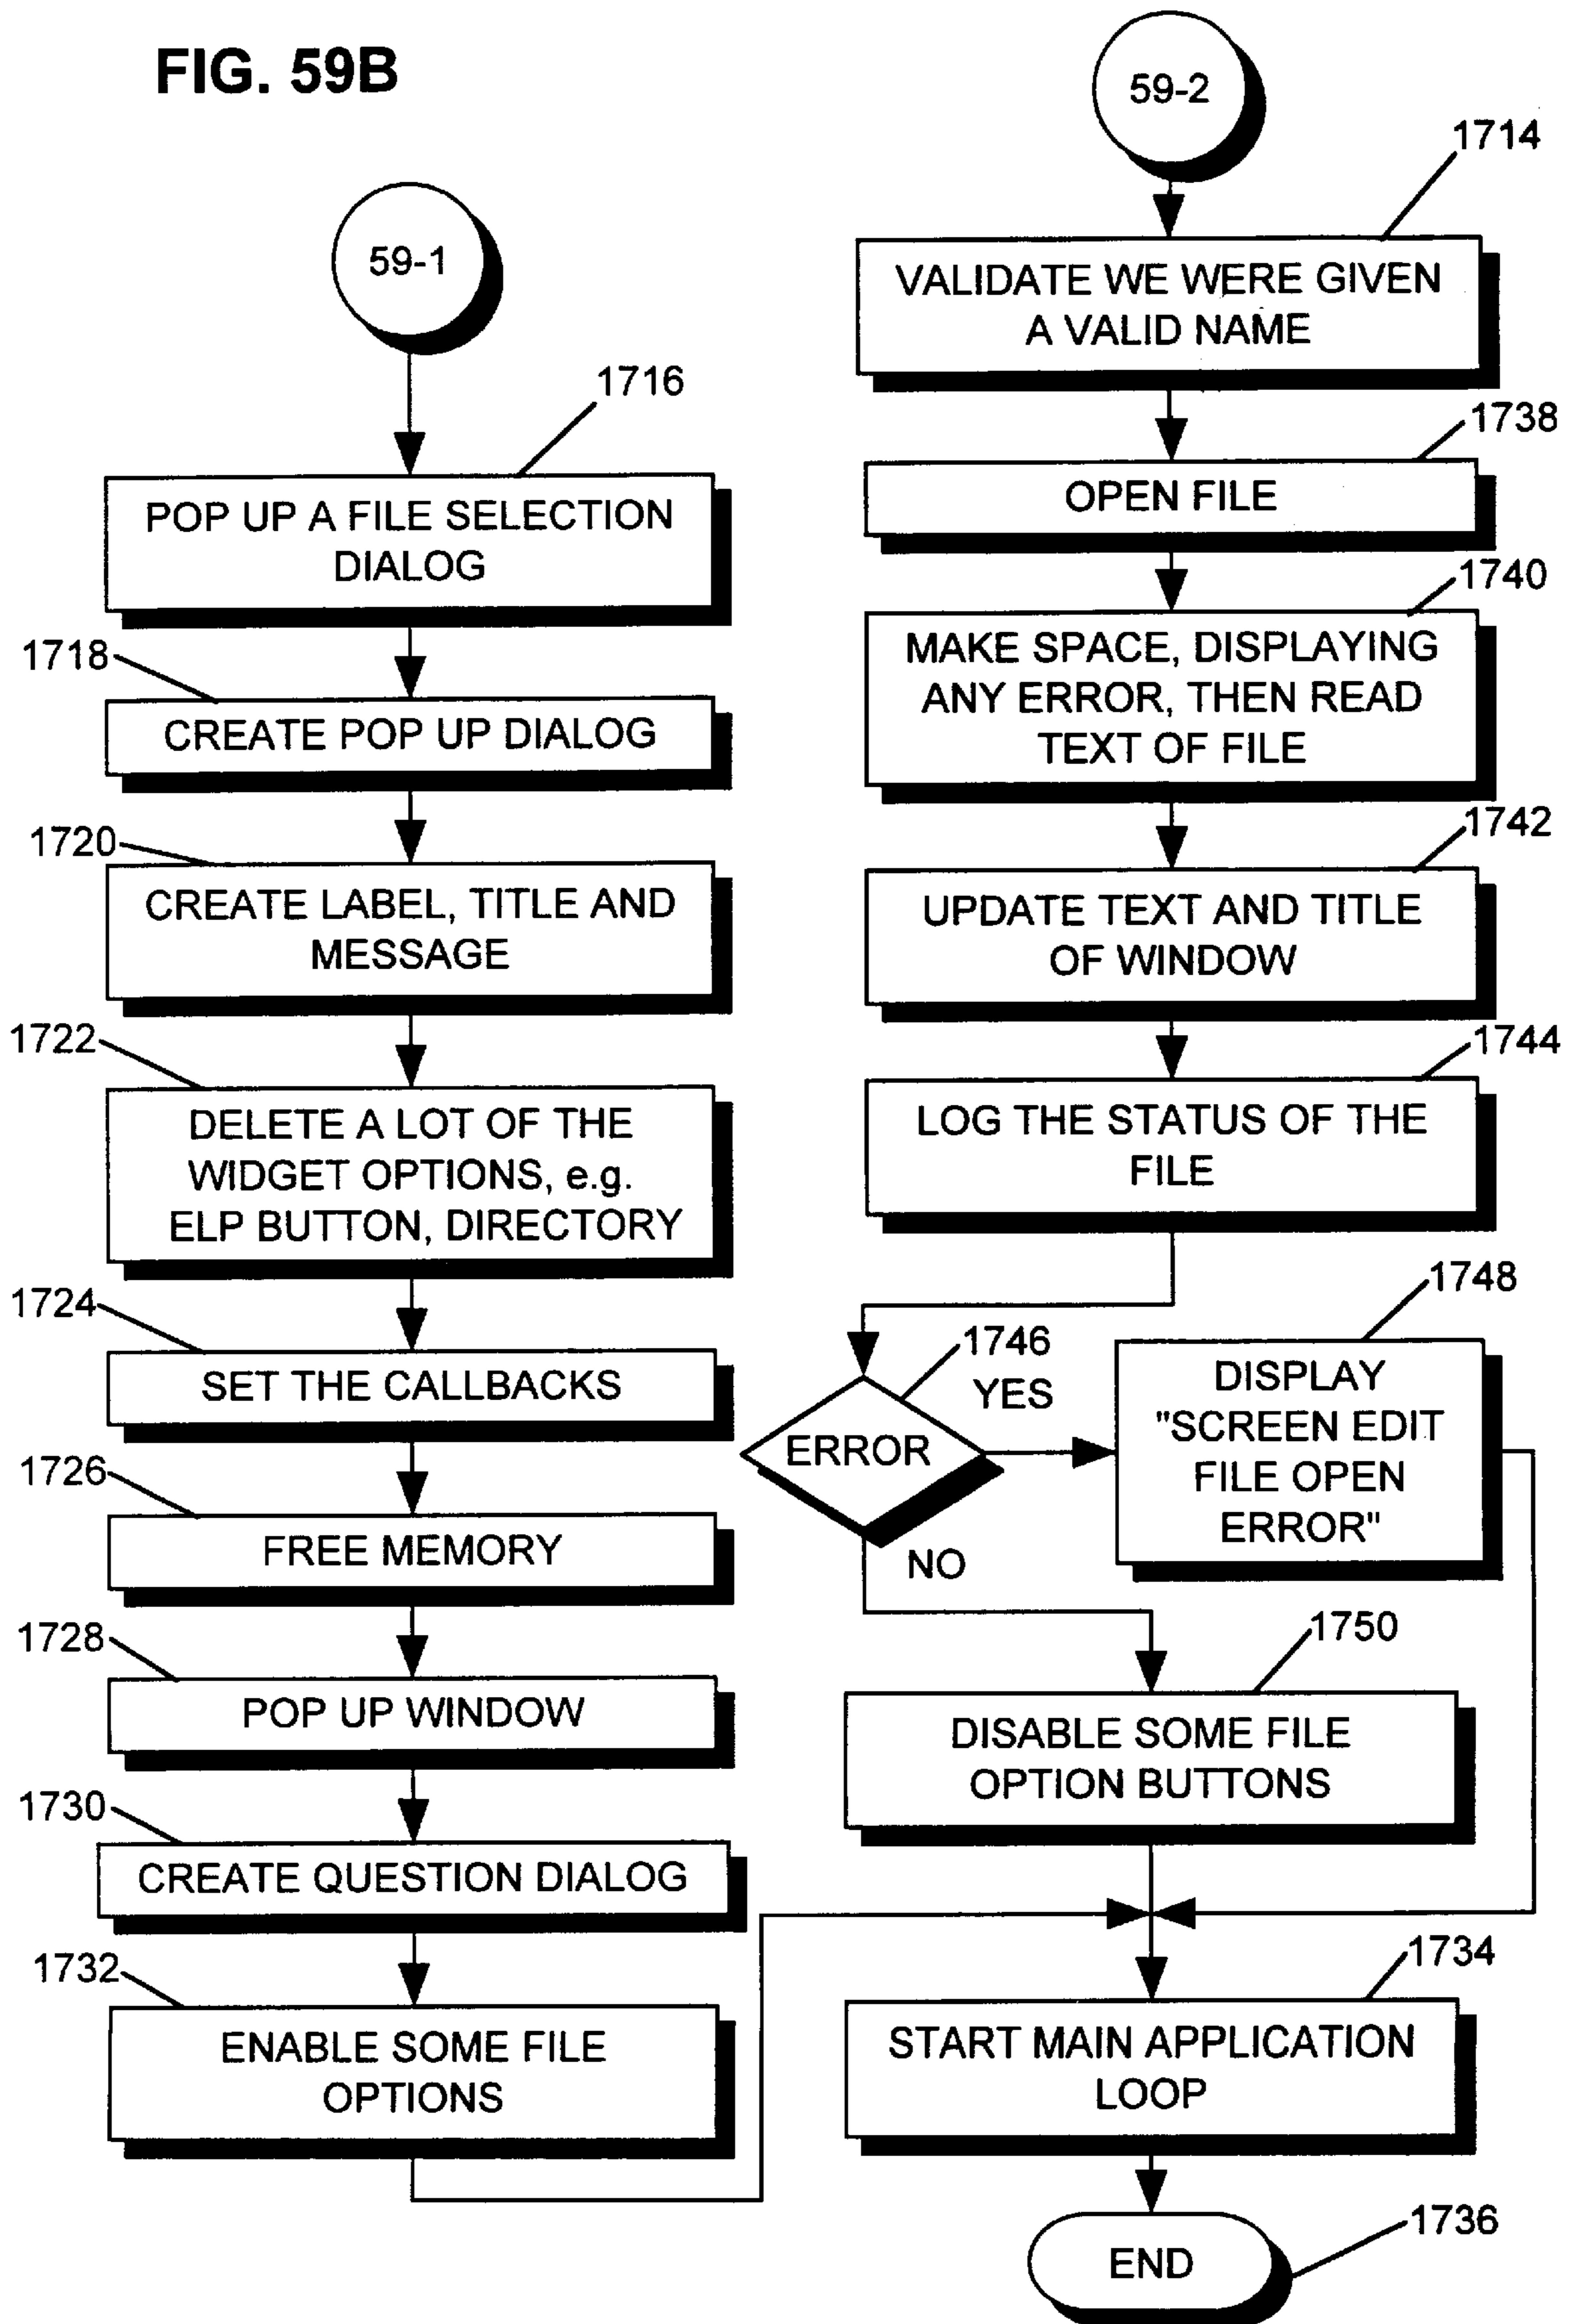 FIG. 59B
59-1
1716
POP UP A FILE SELECTION
DIALOG
1718
CREATE POP UP DIALOG
1720
CREATE LABEL, TITLE AND
MESSAGE
1722
DELETE A LOT OF THE
WIDGET OPTIONS, e.g.
ELP BUTTON, DIRECTORY
1724
SET THE CALLBACKS
1726
FREE MEMORY
1728
POP UP WINDOW
1730
CREATE QUESTION DIALOG
1732
ENABLE SOME FILE
OPTIONS
59-2
1714
VALIDATE WE WERE GIVEN
A VALID NAME
1738
OPEN FILE
1740
MAKE SPACE, DISPLAYING
ANY ERROR, THEN READ
TEXT OF FILE
1742
UPDATE TEXT AND TITLE
OF WINDOW
1744
LOG THE STATUS OF THE
FILE
1746
ERROR
YES
NO
1748
DISPLAY
"SCREEN EDIT
FILE OPEN
ERROR"
1750
DISABLE SOME FILE
OPTION BUTTONS
1734
START MAIN APPLICATION
LOOP
1736
END